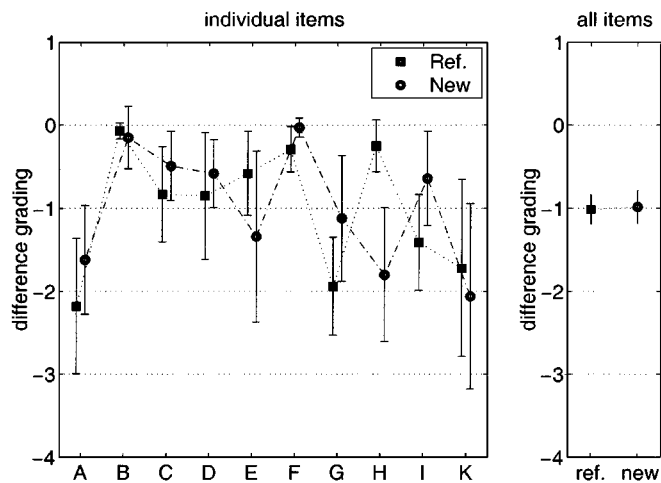 individual items
all items
1
0
−1
−2
−3
−4
difference grading
Ref.
New
A B C D E F G H I K
1
0
−1
−2
−3
−4
difference grading
ref. new